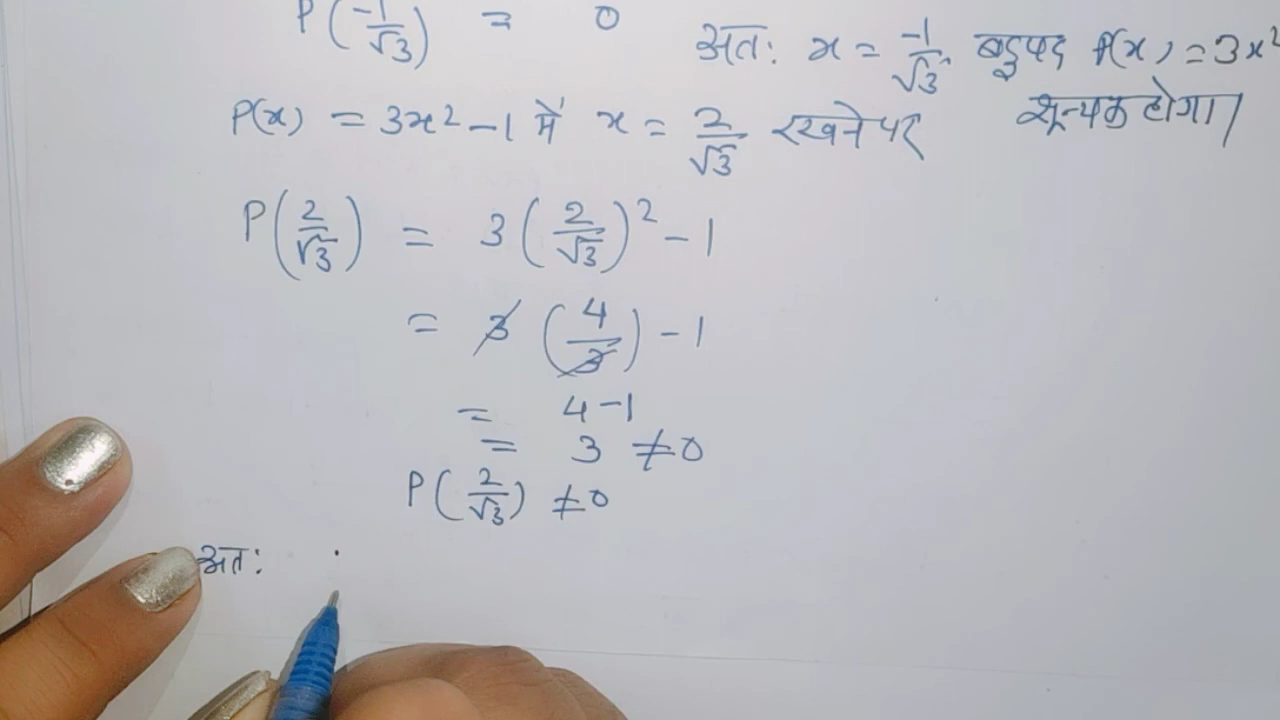 P(-1/√3) = 0
अतः x = -1/√3 बहुपद P(x) = 3x²
शून्यक होगा।
P(x) = 3x² - 1 में x = 2/√3 रखने पर
P(2/√3) = 3(2/√3)² - 1
= 3(4/3) - 1
= 4 - 1
= 3 ≠ 0
P(2/√3) ≠ 0
अतः